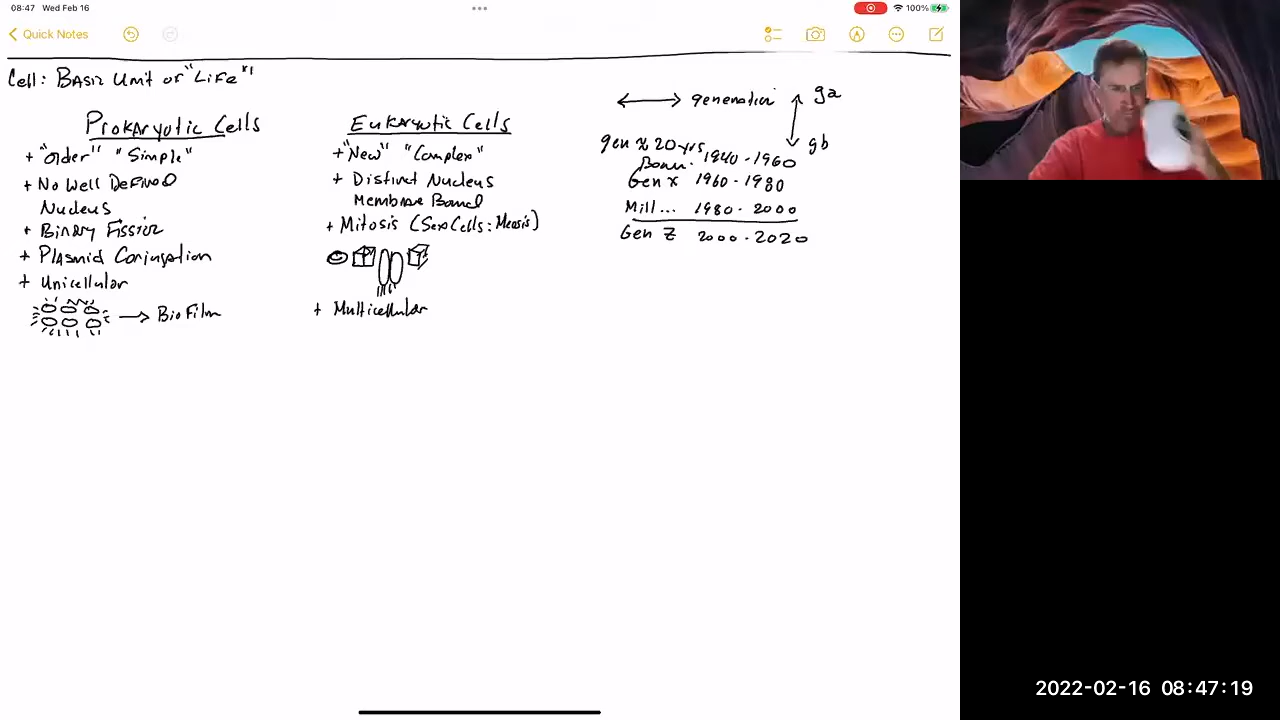 08:47 Wed Feb 16
100%
Quick Notes
Cell: Basic Unit of "Life"
Prokaryotic Cells
+ "Older" "Simple"
+ No Well Defined
Nucleus
+ Binary Fission
+ Plasmid Conjugation
+ Unicellular
→ BioFilm
Eukaryotic Cells
+ "New" "Complex"
+ Distinct Nucleus
Membrane Bound
+ Mitosis (Sex Cells: Meosis)
+ Multicellular
generation
ga
gb
gen ≈ 20 yrs
Boom. 1940 - 1960
Gen X 1960 - 1980
Mill... 1980 - 2000
Gen Z 2000 - 2020
2022-02-16 08:47:19